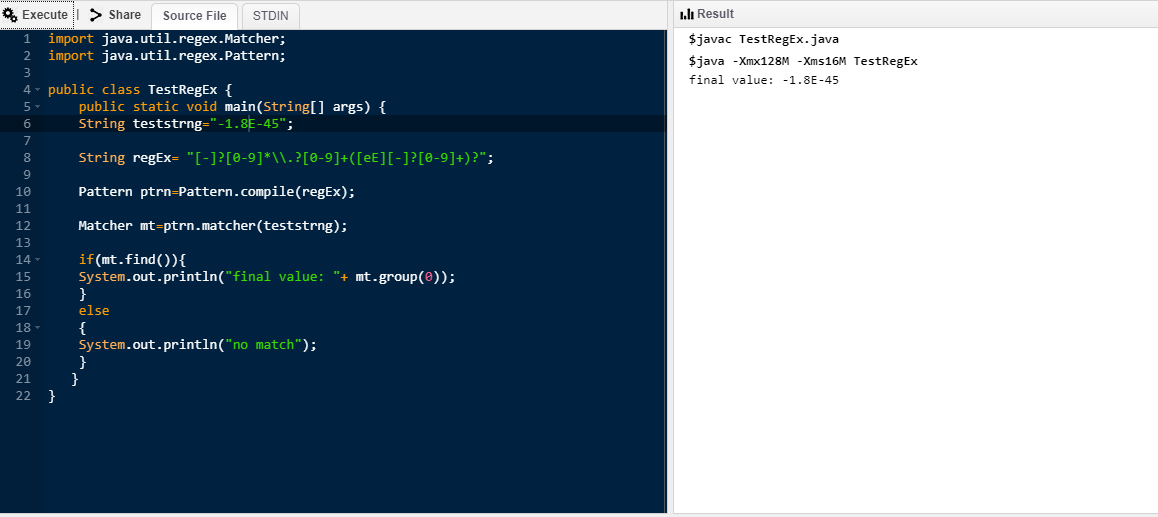 Execute | Share Source File STDIN
1 import java.util.regex.Matcher;
2 import java.util.regex.Pattern;
3
4 public class TestRegEx {
5 public static void main(String[] args) {
6 String teststrng="-1.8E-45";
7
8 String regEx= "[-]?[0-9]*\\.?[0-9]+([eE][-]?[0-9]+)?";
9
10 Pattern ptrn=Pattern.compile(regEx);
11
12 Matcher mt=ptrn.matcher(teststrng);
13
14 if(mt.find()){
15 System.out.println("final value: "+ mt.group(0));
16 }
17 else
18 {
19 System.out.println("no match");
20 }
21 }
22 }
Result
$javac TestRegEx.java
$java -Xmx128M -Xms16M TestRegEx
final value: -1.8E-45